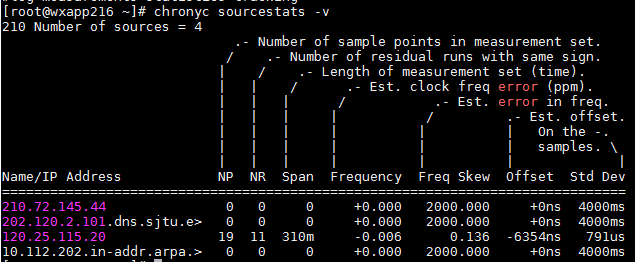 [root@wxapp216 ~]# chronyc sourcestats -v
210 Number of sources = 4
                             .- Number of sample points in measurement set.
                            /    .- Number of residual runs with same sign.
                           |    /    .- Length of measurement set (time).
                           |   |    /      .- Est. clock freq error (ppm).
                           |   |   |      /           .- Est. error in freq.
                           |   |   |     |           /         .- Est. offset.
                           |   |   |     |          |          |   On the -.
                           |   |   |     |          |          |   samples. \
                           |   |   |     |          |          |             |
Name/IP Address            NP  NR  Span  Frequency  Freq Skew  Offset  Std Dev
==============================================================================
210.72.145.44               0   0     0     +0.000   2000.000     +0ns  4000ms
202.120.2.101.dns.sjtu.e>   0   0     0     +0.000   2000.000     +0ns  4000ms
120.25.115.20              19  11  310m     -0.006      0.136  -6354ns   791us
10.112.202.in-addr.arpa.>   0   0     0     +0.000   2000.000     +0ns  4000ms